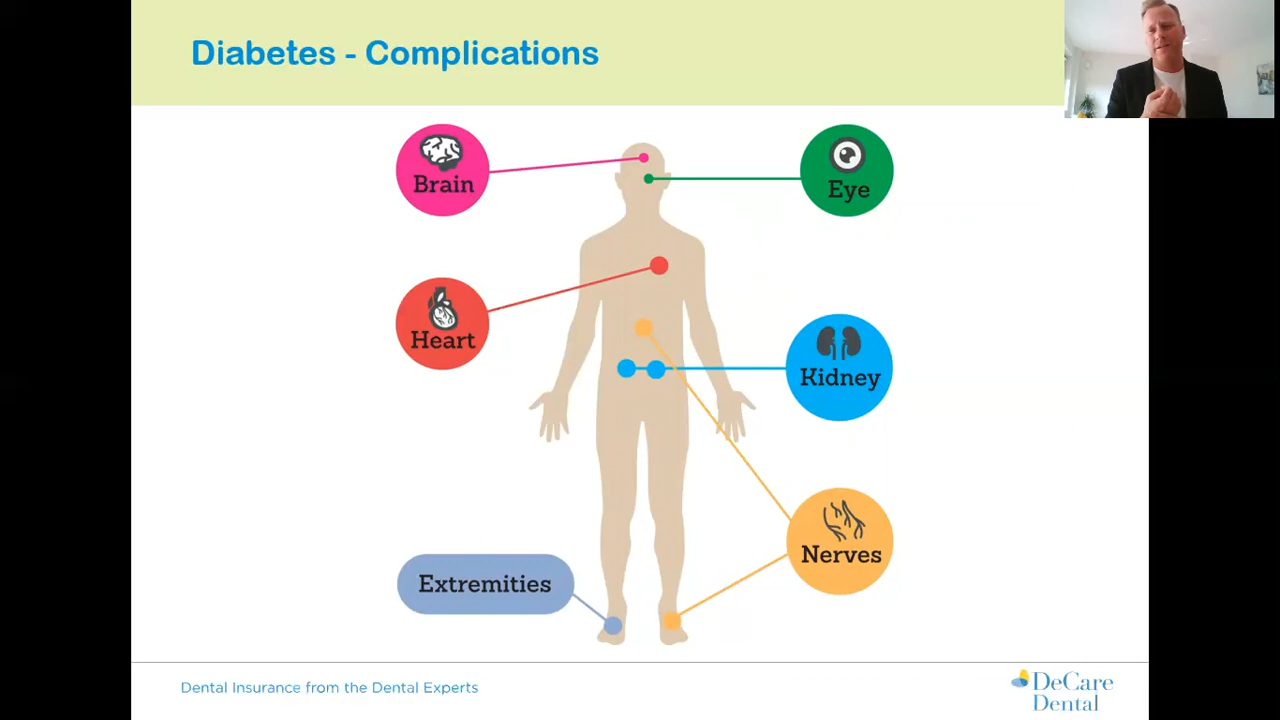 Diabetes - Complications
Brain
Eye
Heart
Kidney
Nerves
Extremities
Dental Insurance from the Dental Experts
DeCare
Dental